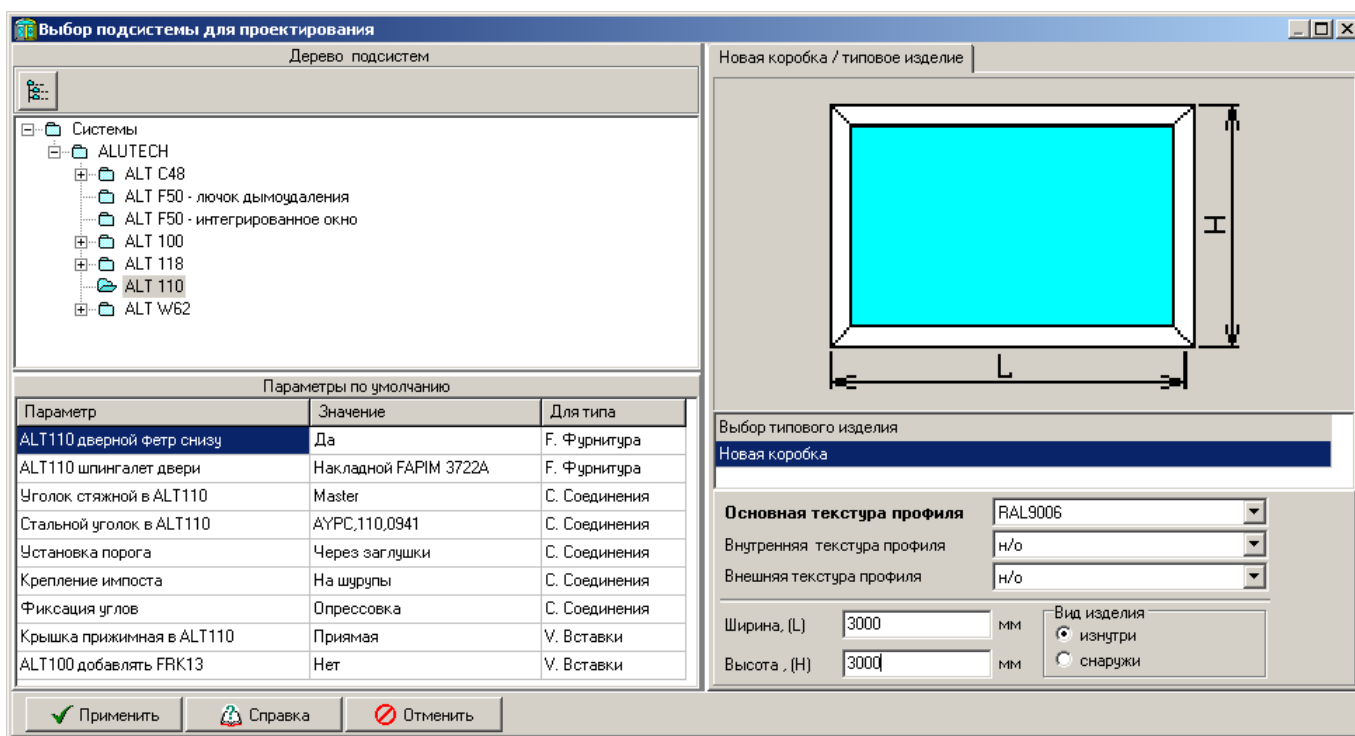 Выбор подсистемы для проектирования
Дерево подсистем
Системы
ALUTECH
ALT C48
ALT F50 - лючок дымоудаления
ALT F50 - интегрированное окно
ALT 100
ALT 118
ALT 110
ALT W62
Параметры по умолчанию
Параметр Значение Для типа
ALT110 дверной фетр снизу Да F. Фурнитура
ALT110 шпингалет двери Накладной FAPIM 3722A F. Фурнитура
Уголок стяжной в ALT110 Master C. Соединения
Стальной уголок в ALT110 AYPC,110,0941 C. Соединения
Установка порога Через заглушки C. Соединения
Крепление импоста На шурупы C. Соединения
Фиксация углов Опрессовка C. Соединения
Крышка прижимная в ALT110 Приямая V. Вставки
ALT100 добавлять FRK13 Нет V. Вставки
Новая коробка / типовое изделие
H
L
Выбор типового изделия
Новая коробка
Основная текстура профиля RAL9006
Внутренняя текстура профиля н/о
Внешняя текстура профиля н/о
Ширина, (L) 3000 мм
Высота , (H) 3000 мм
Вид изделия
изнутри
снаружи
Применить Справка Отменить